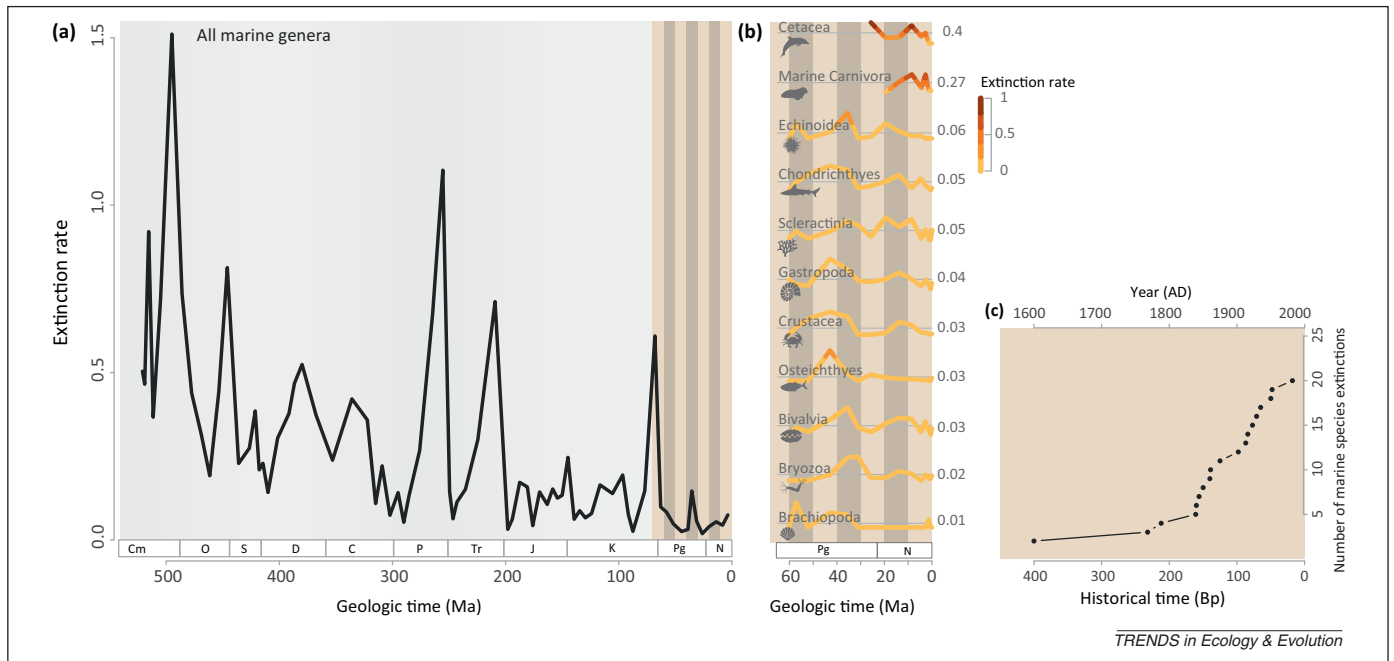 (a)
All marine genera
1.5
1.0
0.5
0.0
Extinction rate
Cm O S D C P Tr J K Pg N
500 400 300 200 100 0
Geologic time (Ma)
(b)
Cetacea 0.4
Marine Carnivora 0.27
Echinoidea 0.06
Chondrichthyes 0.05
Scleractinia 0.05
Gastropoda 0.04
Crustacea 0.03
Osteichthyes 0.03
Bivalvia 0.03
Bryozoa 0.02
Brachiopoda 0.01
Pg N
60 40 20 0
Geologic time (Ma)
Extinction rate
1
0.5
0
(c)
Year (AD)
1600 1700 1800 1900 2000
25
20
15
10
5
Number of marine species extinctions
400 300 200 100 0
Historical time (Bp)
TRENDS in Ecology & Evolution